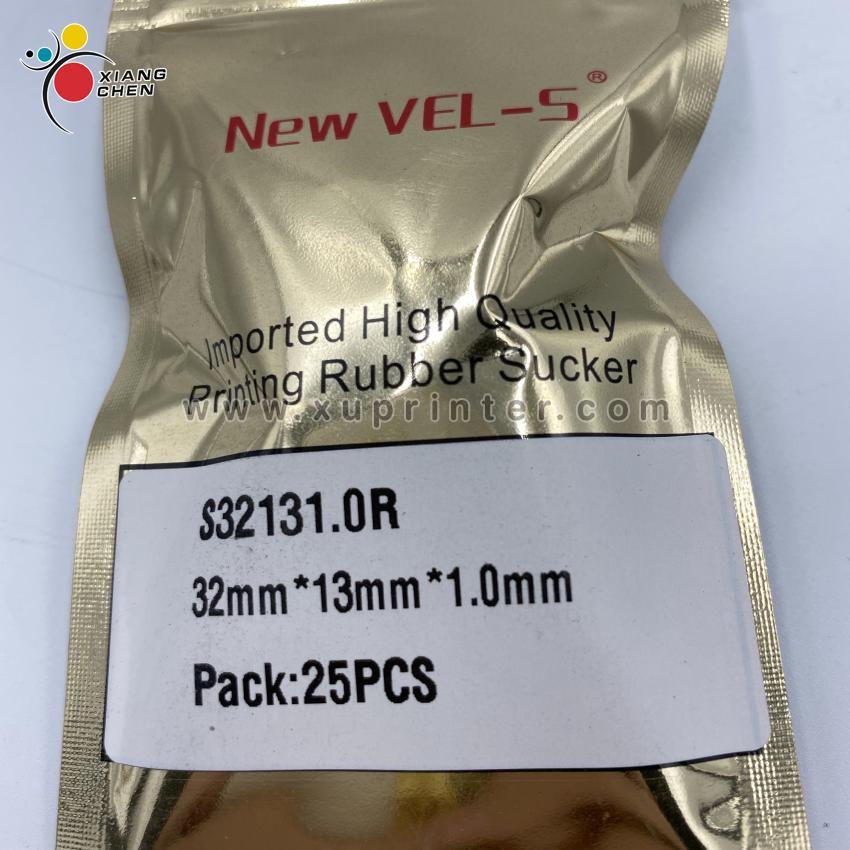 XIANG
CHEN
New VEL-S®
Imported High Quality
Printing Rubber Sucker
www.xuprinter.com
S32131.0R
32mm*13mm*1.0mm
Pack:25PCS